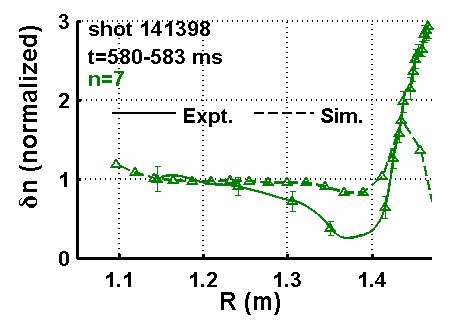 3
2
1
0
δn (normalized)
shot 141398
t=580-583 ms
n=7
Expt.
Sim.
1.1 1.2 1.3 1.4
R (m)